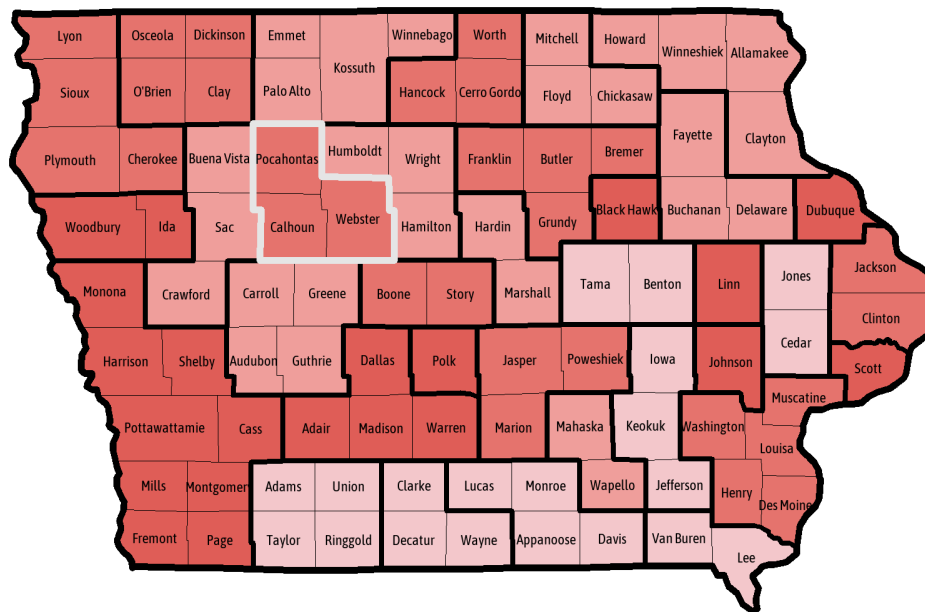 Lyon Osceola Dickinson Emmet Winnebago Worth Mitchell Howard Winneshiek Allamakee
Kossuth
Sioux O'Brien Clay Palo Alto Hancock Cerro Gordo Floyd Chickasaw
Fayette Clayton
Plymouth Cherokee Buena Vista Pocahontas Humboldt Wright Franklin Butler Bremer
Woodbury Ida Sac Calhoun Webster Hamilton Hardin Grundy Black Hawk Buchanan Delaware Dubuque
Monona Crawford Carroll Greene Boone Story Marshall Tama Benton Linn Jones Jackson
Clinton
Harrison Shelby Audubon Guthrie Dallas Polk Jasper Poweshiek Iowa Johnson Cedar Scott
Muscatine
Pottawattamie Cass Adair Madison Warren Marion Mahaska Keokuk Washington Louisa
Mills Montgomery Adams Union Clarke Lucas Monroe Wapello Jefferson Henry Des Moines
Fremont Page Taylor Ringgold Decatur Wayne Appanoose Davis Van Buren Lee